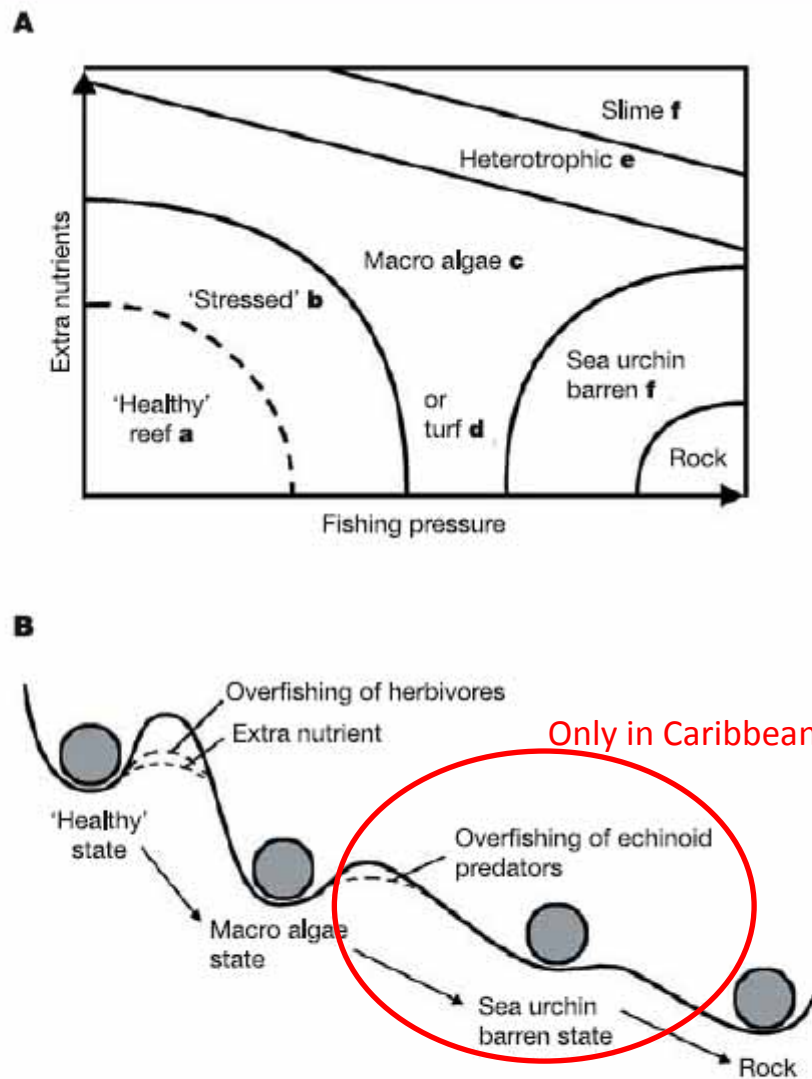 A
Extra nutrients
Slime f
Heterotrophic e
Macro algae c
'Stressed' b
Sea urchin
barren f
'Healthy'
reef a
or
turf d
Rock
Fishing pressure
B
Overfishing of herbivores
Extra nutrient
Only in Caribbean
'Healthy'
state
Overfishing of echinoid
predators
Macro algae
state
Sea urchin
barren state
Rock